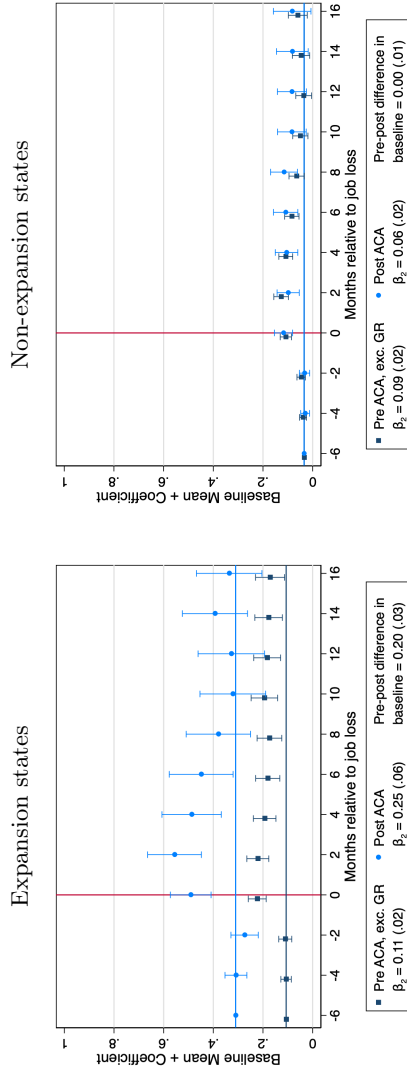 Expansion states
Baseline Mean + Coefficient
1
.8
.6
.4
.2
0
-6 -4 -2 0 2 4 6 8 10 12 14 16
Months relative to job loss
Pre ACA, exc. GR Post ACA Pre-post difference in
β₂ = 0.11 (.02) β₂ = 0.25 (.06) baseline = 0.20 (.03)
Non-expansion states
Baseline Mean + Coefficient
1
.8
.6
.4
.2
0
-6 -4 -2 0 2 4 6 8 10 12 14 16
Months relative to job loss
Pre ACA, exc. GR Post ACA Pre-post difference in
β₂ = 0.09 (.02) β₂ = 0.06 (.02) baseline = 0.00 (.01)